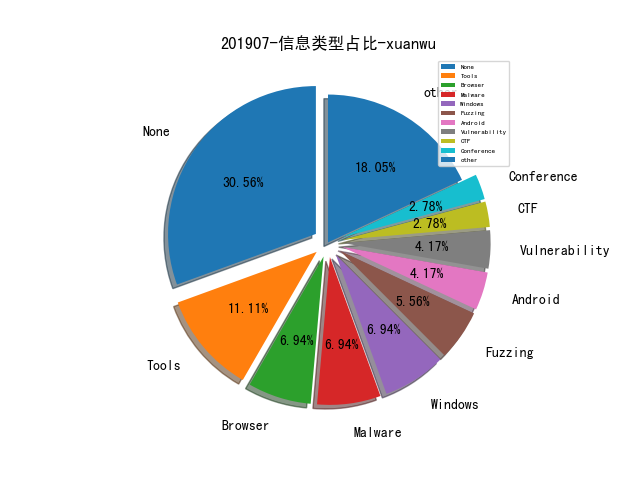 201907-信息类型占比-xuanwu
None
Tools
Browser
Malware
Windows
Fuzzing
Android
Vulnerability
CTF
Conference
other
None
30.56%
18.05%
Conference
2.78%
CTF
2.78%
Vulnerability
4.17%
4.17%
Android
5.56%
11.11%
6.94%
6.94%
6.94%
Fuzzing
Tools
Windows
Browser
Malware